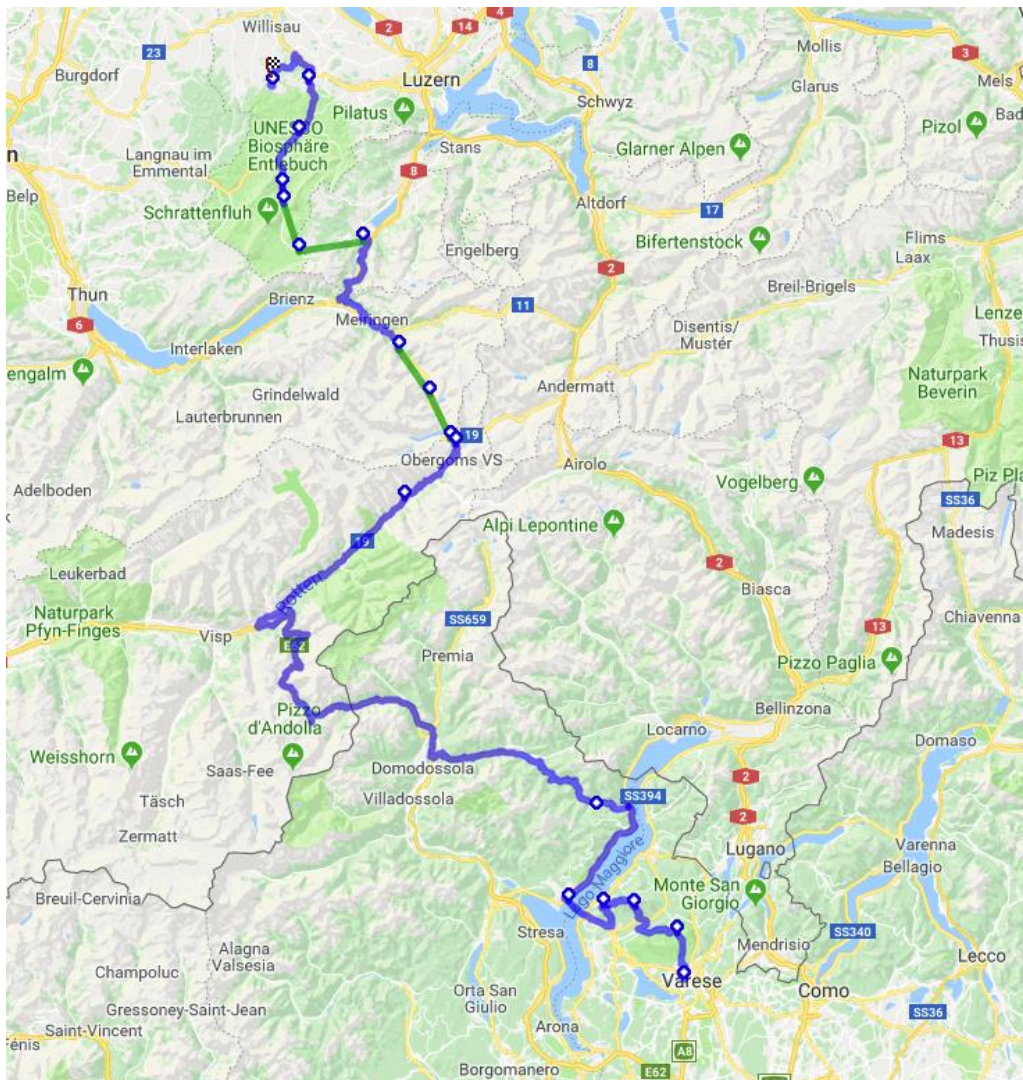 Willisau
2
14
4
Mollis
3
23
Burgdorf
8
Luzern
Glarus
Mels
Schwyz
Pilatus
Bad
Pizol
UNESCO
Biosphäre
Entlebuch
Stans
Glarner Alpen
n
Langnau im
Emmental
8
Belp
Altdorf
17
Schrattenfluh
Bifertenstock
Flims
Laax
Engelberg
2
Thun
Brienz
11
Breil-Brigels
Lenze
6
Meiringen
Disentis/
Mustér
Thusis
Interlaken
engalm
Andermatt
Naturpark
Beverin
Grindelwald
Lauterbrunnen
19
13
Obergoms VS
Airolo
Vogelberg
Piz Pla
Adelboden
SS36
Alpi Lepontine
Madesis
19
2
Leukerbad
Rotten
Biasca
Naturpark
Pfyn-Finges
SS659
Chiavenna
Visp
13
E62
Premia
Pizzo Paglia
Pizzo
d'Andolla
Bellinzona
Locarno
Weisshorn
Domaso
Saas-Fee
Domodossola
2
Villadossola
SS394
Täsch
2
Zermatt
Lago Maggiore
Lugano
Varenna
Bellagio
Breuil-Cervinia
Monte San
Giorgio
Stresa
SS340
Alagna
Valsesia
Mendrisio
Lecco
Champoluc
Varese
Como
Orta San
Giulio
Gressoney-Saint-Jean
SS36
Saint-Vincent
Arona
énis
A8
Borgomanero
E62